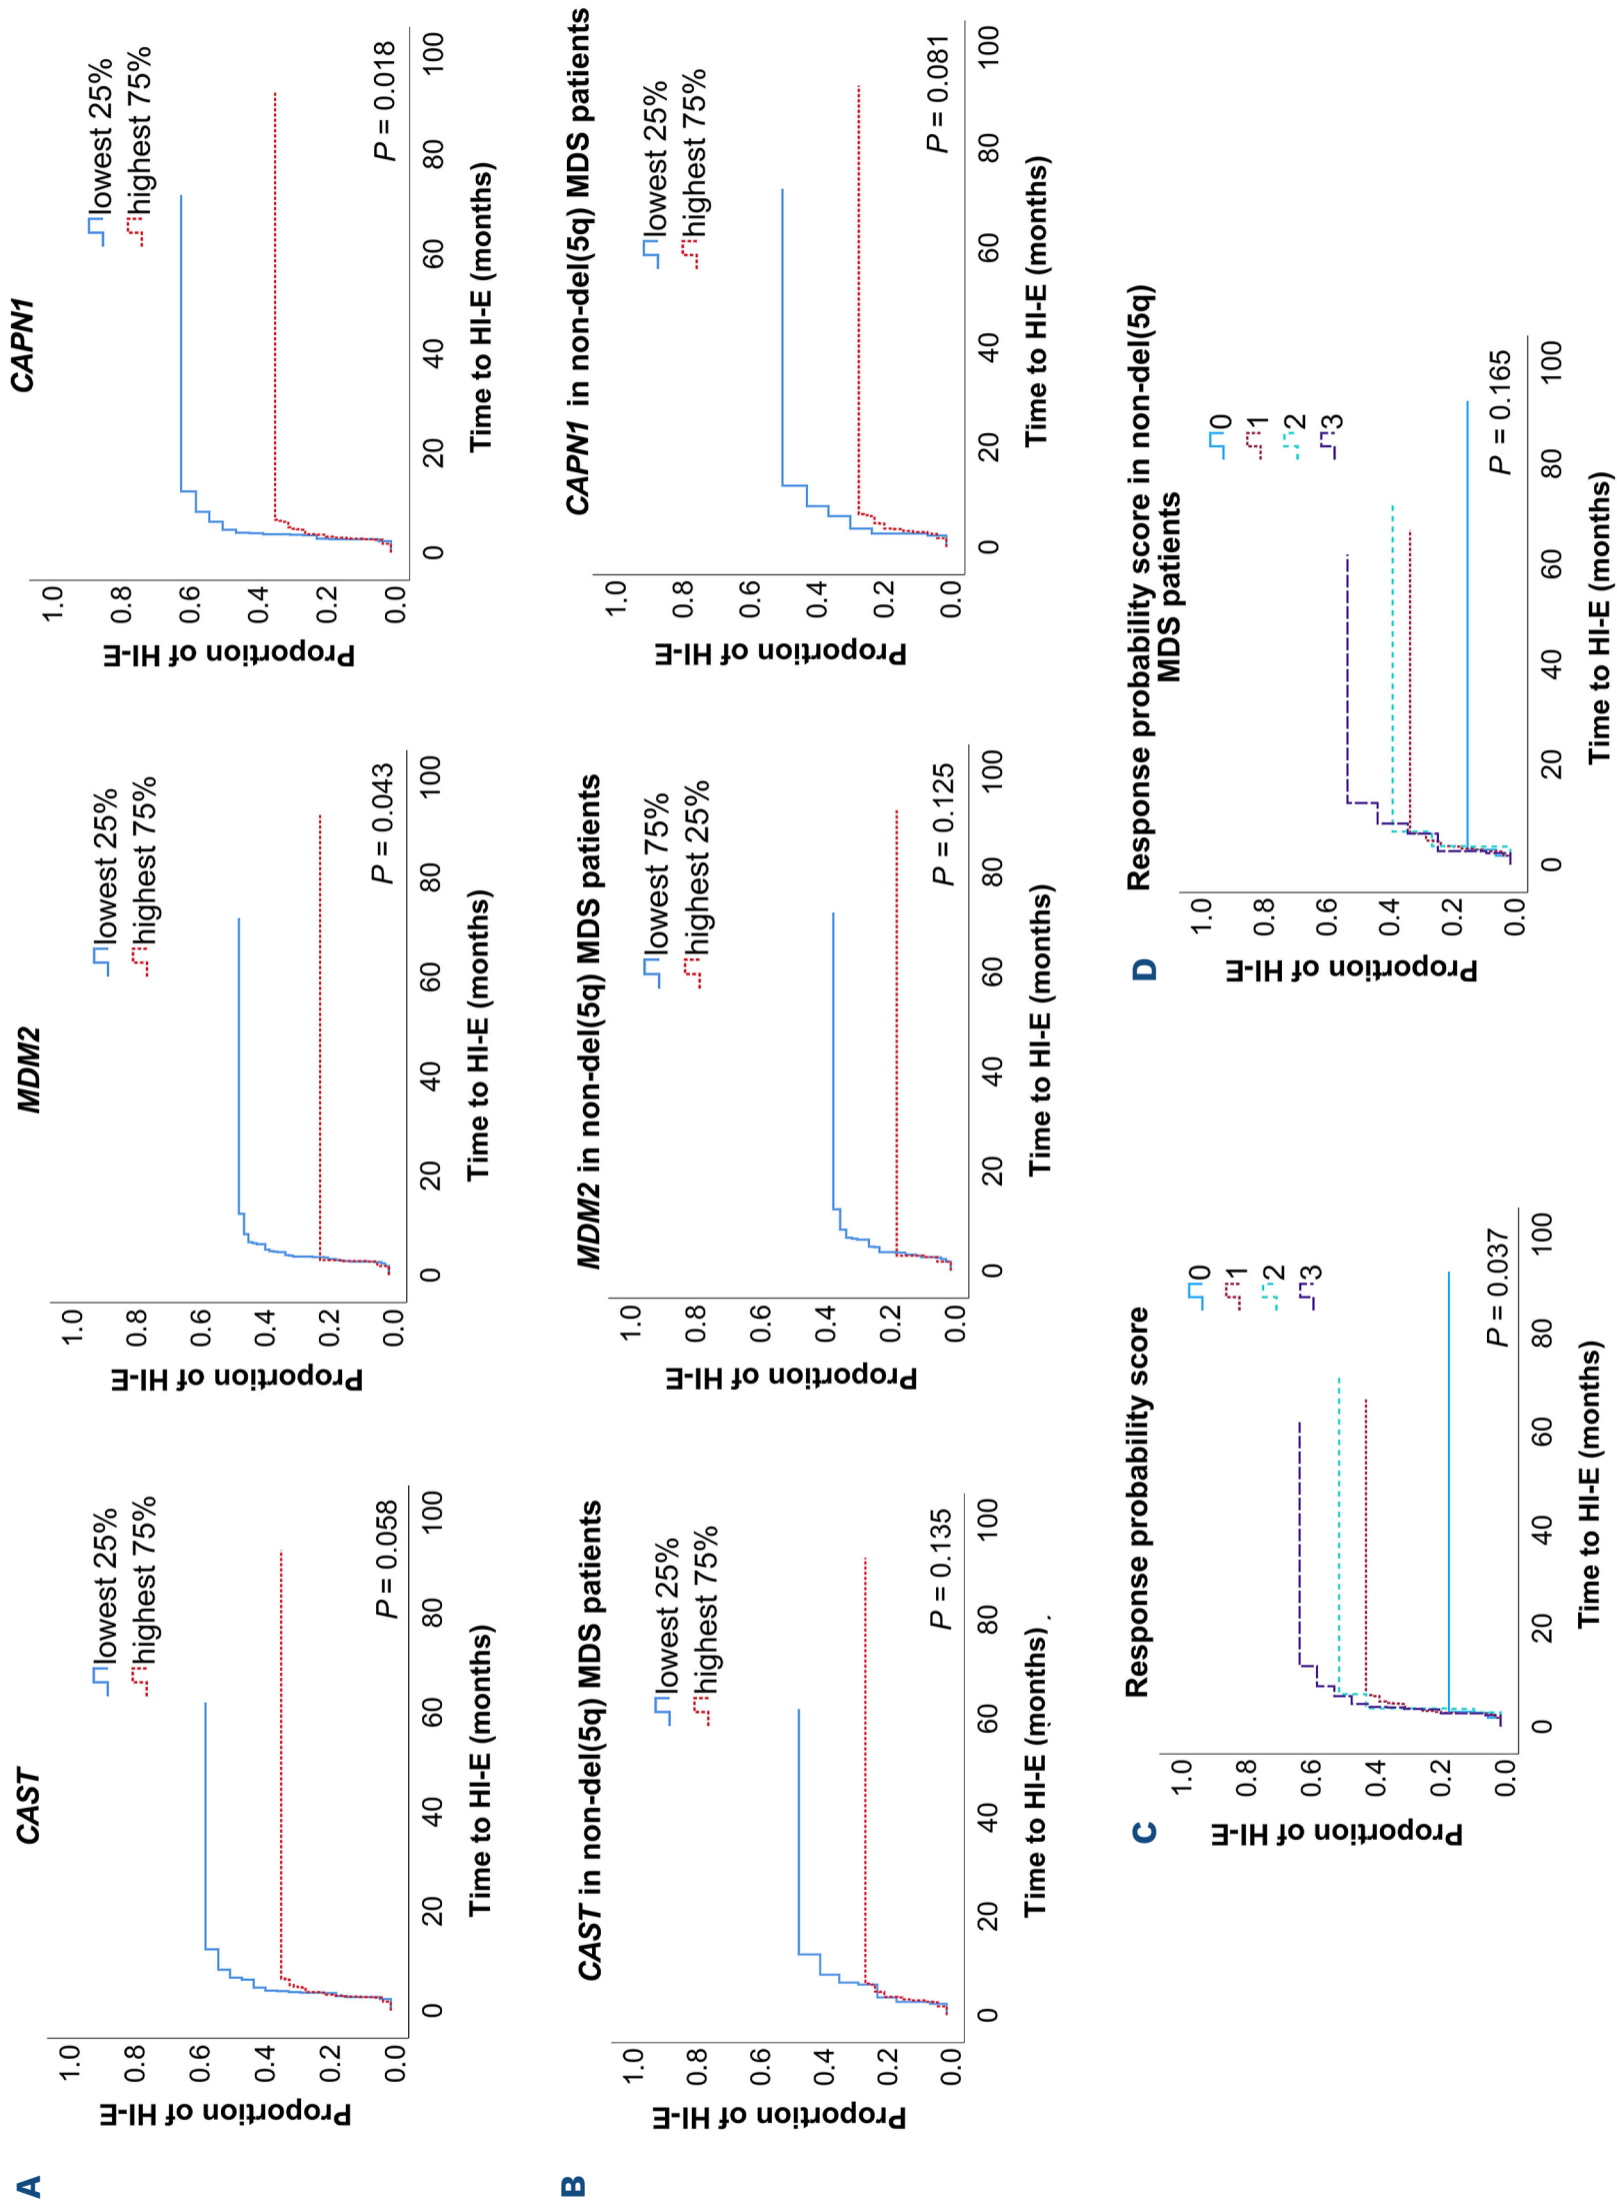 A
CAST
Proportion of HI-E
1.0
0.8
0.6
0.4
0.2
0.0
lowest 25%
highest 75%
P = 0.058
0 20 40 60 80 100
Time to HI-E (months)
MDM2
Proportion of HI-E
1.0
0.8
0.6
0.4
0.2
0.0
lowest 25%
highest 75%
P = 0.043
0 20 40 60 80 100
Time to HI-E (months)
CAPN1
Proportion of HI-E
1.0
0.8
0.6
0.4
0.2
0.0
lowest 25%
highest 75%
P = 0.018
0 20 40 60 80 100
Time to HI-E (months)
B
CAST in non-del(5q) MDS patients
Proportion of HI-E
1.0
0.8
0.6
0.4
0.2
0.0
lowest 25%
highest 75%
P = 0.135
0 20 40 60 80 100
Time to HI-E (months)
MDM2 in non-del(5q) MDS patients
Proportion of HI-E
1.0
0.8
0.6
0.4
0.2
0.0
lowest 75%
highest 25%
P = 0.125
0 20 40 60 80 100
Time to HI-E (months)
CAPN1 in non-del(5q) MDS patients
Proportion of HI-E
1.0
0.8
0.6
0.4
0.2
0.0
lowest 25%
highest 75%
P = 0.081
0 20 40 60 80 100
Time to HI-E (months)
C
Response probability score
Proportion of HI-E
1.0
0.8
0.6
0.4
0.2
0.0
0
1
2
3
P = 0.037
0 20 40 60 80 100
Time to HI-E (months)
D
Response probability score in non-del(5q)
MDS patients
Proportion of HI-E
1.0
0.8
0.6
0.4
0.2
0.0
0
1
2
3
P = 0.165
0 20 40 60 80 100
Time to HI-E (months)